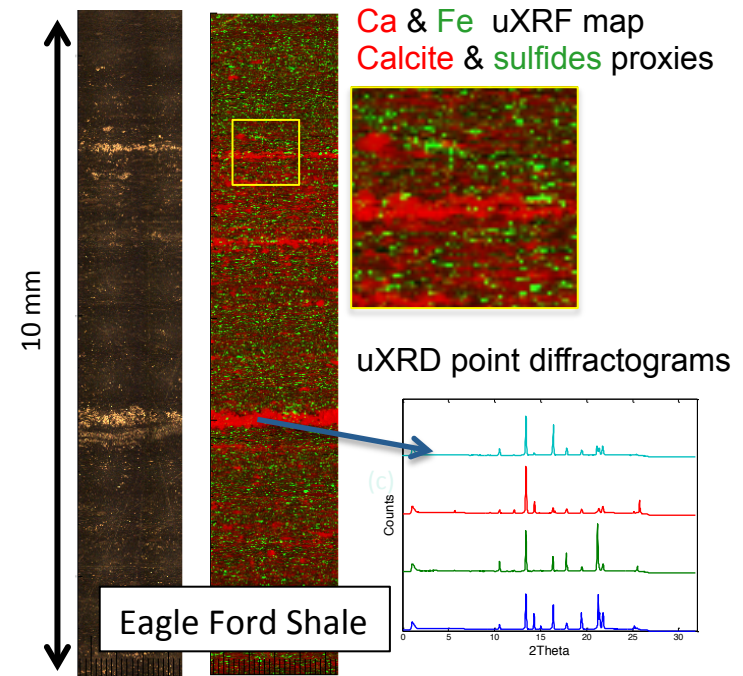 Ca & Fe uXRF map
Calcite & sulfides proxies
10 mm
uXRD point diffractograms
(c)
Counts
0 5 10 15 20 25 30
2Theta
Eagle Ford Shale